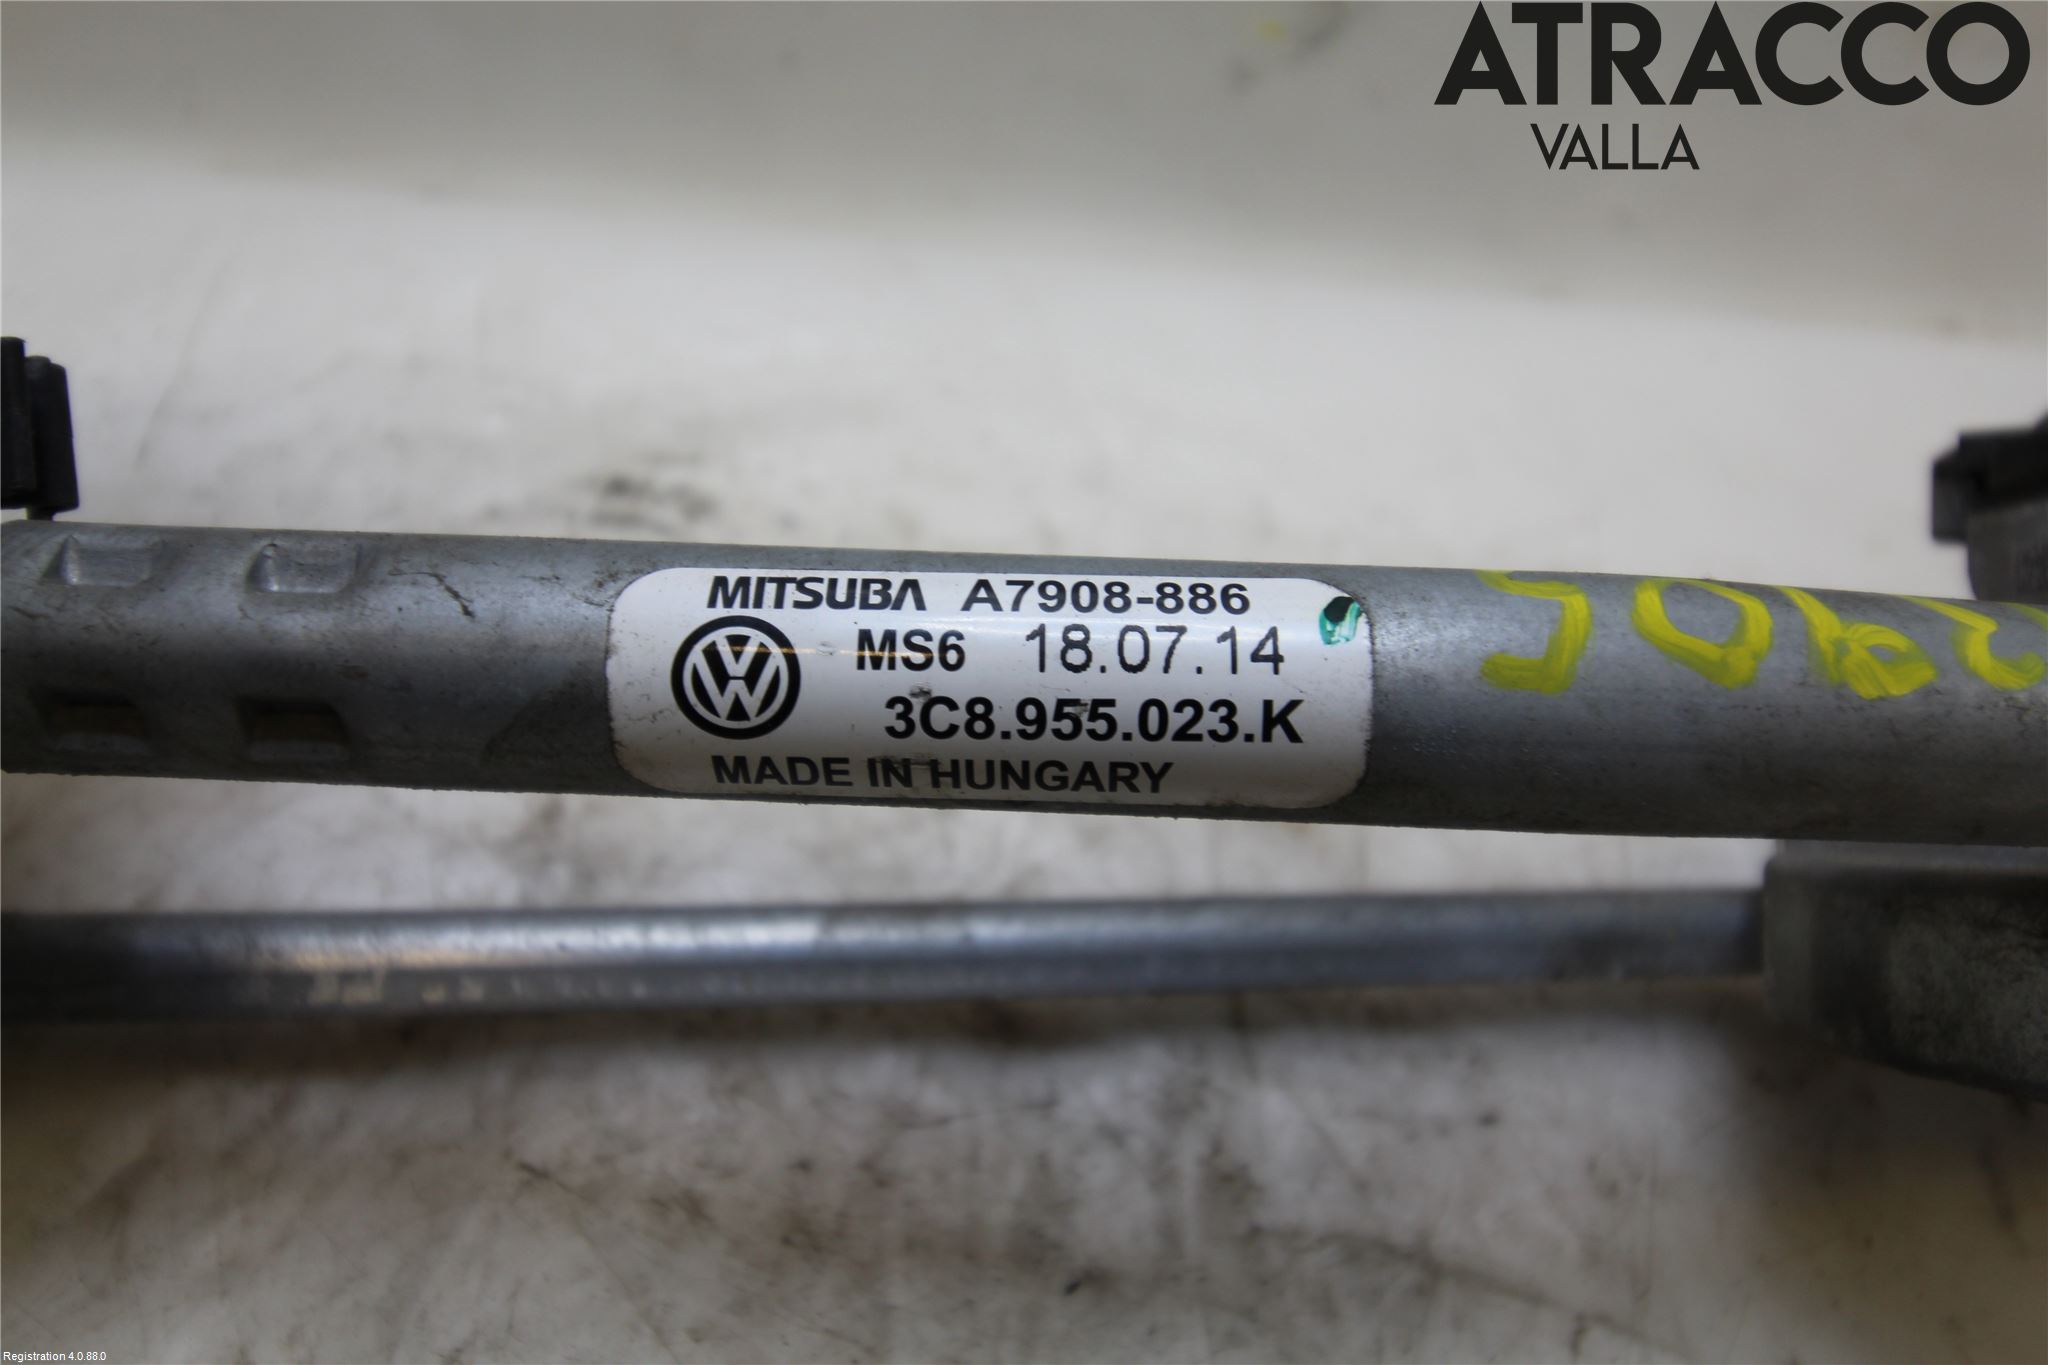 ATRACCO
VALLA
MITSUBA A7908-886
MS6 18.07.14
3C8.955.023.K
MADE IN HUNGARY
Registration 4.0.88.0